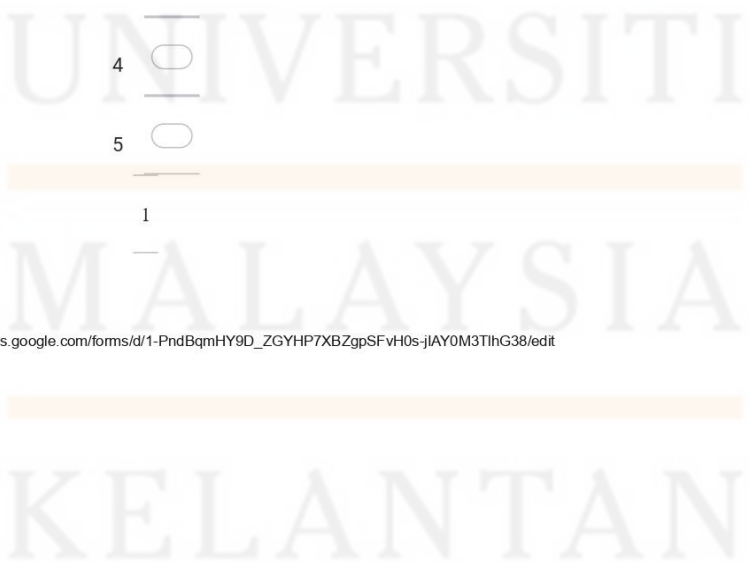 UNIVERSITI
4
5
1
MALAYSIA
s.google.com/forms/d/1-PndBqmHY9D_ZGYHP7XBZgpSFvH0s-jlAY0M3TlhG38/edit
KELANTAN